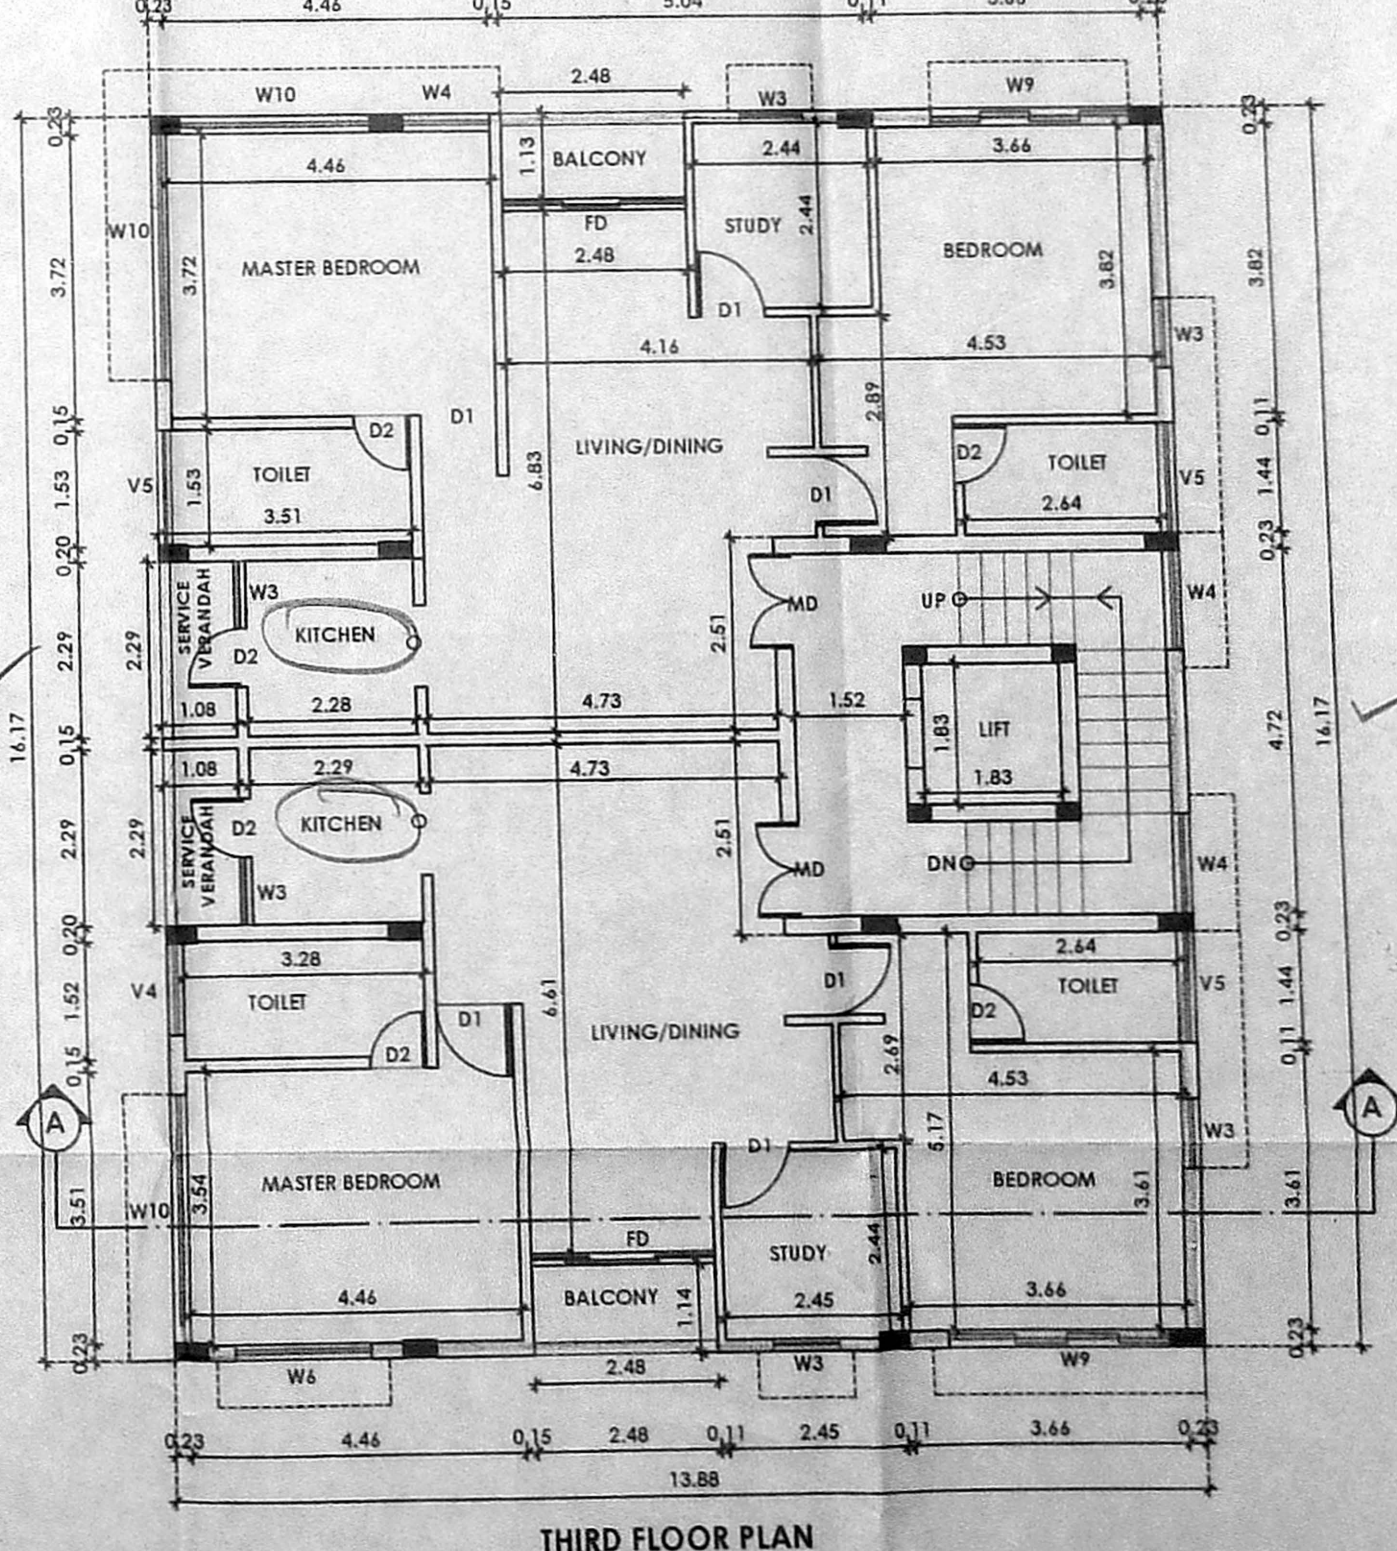 0.23 4.46 0.15 5.04
W10 W4 2.48 W3 W9
0.23 1.13 BALCONY 2.44 3.66 0.23
4.46
FD STUDY 2.44 BEDROOM
W10 MASTER BEDROOM 2.48
3.72 3.72 D1 3.82 3.82
4.16 4.53 W3
0.15 D2 D1 2.89 0.11
LIVING/DINING
V5 1.53 1.53 TOILET 6.83 D2 TOILET V5 1.44
3.51 D1 2.64
0.20 0.23
SERVICE VERANDAH W3 MD UP W4
KITCHEN
2.29 2.29 D2 2.51
1.08 2.28 4.73 1.52 LIFT
16.17 0.15 1.83 4.72 16.17
1.08 2.29 4.73 1.83
SERVICE VERANDAH D2 KITCHEN
2.29 2.29 2.51 MD DN W4
W3
0.20 3.28 2.64 0.23
V4 TOILET D1 TOILET V5
1.52 D1 6.61 LIVING/DINING D2 1.44
D2 2.69
0.15 4.53 0.11
A A
D1 5.17 W3
MASTER BEDROOM BEDROOM
3.51 W10 3.54 3.61 3.61
FD STUDY 2.44
4.46 BALCONY 1.14 2.45 3.66
0.23 0.23
W6 2.48 W3 W9
0.23 4.46 0.15 2.48 0.11 2.45 0.11 3.66 0.23
13.88
THIRD FLOOR PLAN